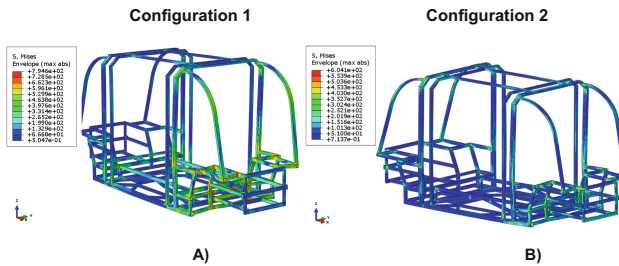 Configuration 1
Configuration 2
S, Mises
Envelope (max abs)
+7.946e+02
+7.285e+02
+6.623e+02
+5.961e+02
+5.299e+02
+4.638e+02
+3.976e+02
+3.314e+02
+2.652e+02
+1.990e+02
+1.329e+02
+6.668e+01
+5.047e-01
S, Mises
Envelope (max abs)
+6.041e+02
+5.539e+02
+5.036e+02
+4.533e+02
+4.030e+02
+3.527e+02
+3.024e+02
+2.521e+02
+2.019e+02
+1.516e+02
+1.013e+02
+5.100e+01
+7.137e-01
Z
Y
Z
Y
X
A)
B)